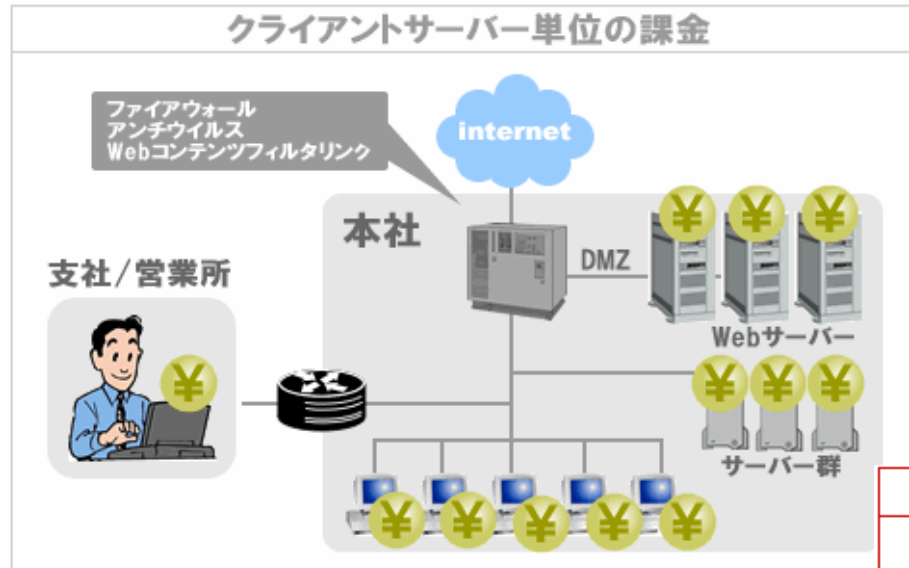 クライアントサーバー単位の課金
ファイアウォール
アンチウイルス
Webコンテンツフィルタリンク
internet
本社
DMZ
支社/営業所
¥ ¥ ¥
Webサーバー
¥
¥ ¥ ¥
サーバー群
¥ ¥ ¥ ¥ ¥